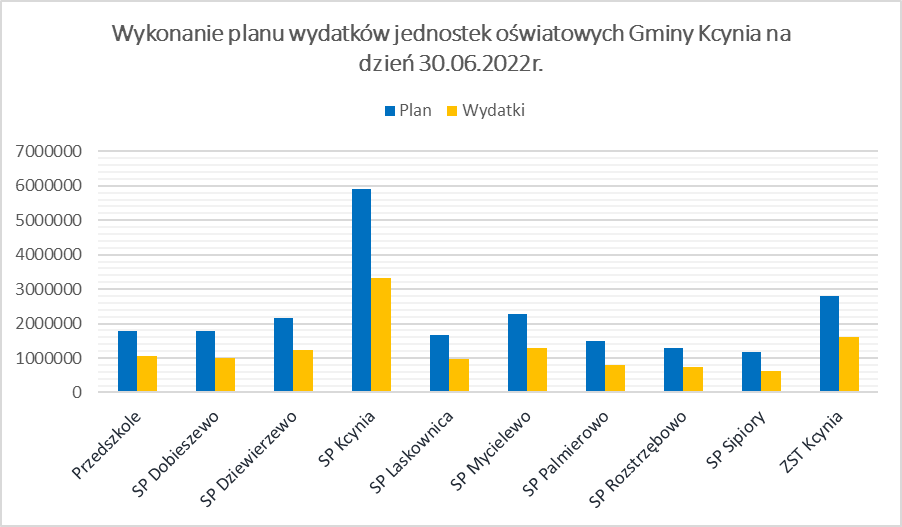 Wykonanie planu wydatków jednostek oświatowych Gminy Kcynia na
dzień 30.06.2022r.
Plan Wydatki
7000000
6000000
5000000
4000000
3000000
2000000
1000000
0
Przedszkole
SP Dobieszewo
SP Dziewierzewo
SP Kcynia
SP Laskownica
SP Mycielewo
SP Palmierowo
SP Rozstrzębowo
SP Sipiory
ZST Kcynia